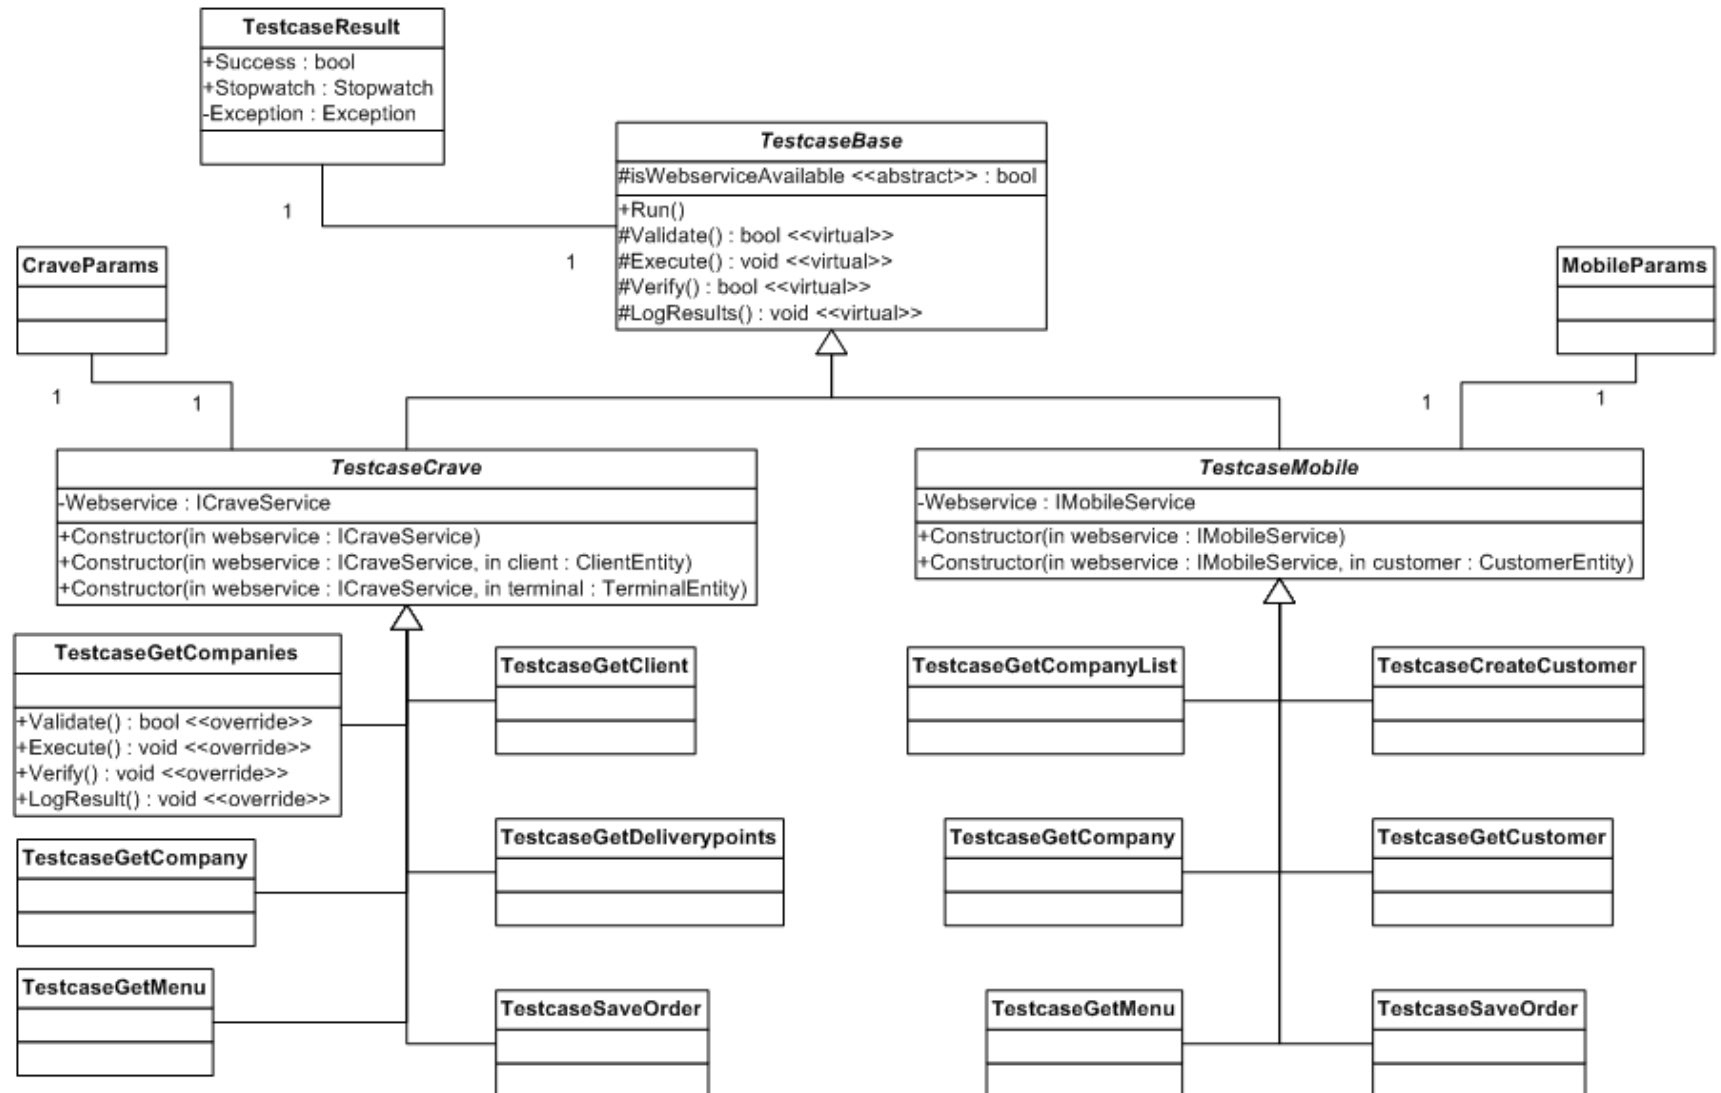 TestcaseResult
+Success : bool
+Stopwatch : Stopwatch
-Exception : Exception
TestcaseBase
#isWebserviceAvailable <<abstract>> : bool
+Run()
#Validate() : bool <<virtual>>
#Execute() : void <<virtual>>
#Verify() : bool <<virtual>>
#LogResults() : void <<virtual>>
1
1
CraveParams
MobileParams
1
1
1
1
TestcaseCrave
-Webservice : ICraveService
+Constructor(in webservice : ICraveService)
+Constructor(in webservice : ICraveService, in client : ClientEntity)
+Constructor(in webservice : ICraveService, in terminal : TerminalEntity)
TestcaseMobile
-Webservice : IMobileService
+Constructor(in webservice : IMobileService)
+Constructor(in webservice : IMobileService, in customer : CustomerEntity)
TestcaseGetCompanies
+Validate() : bool <<override>>
+Execute() : void <<override>>
+Verify() : void <<override>>
+LogResult() : void <<override>>
TestcaseGetClient
TestcaseGetCompanyList
TestcaseCreateCustomer
TestcaseGetCompany
TestcaseGetDeliverypoints
TestcaseGetCompany
TestcaseGetCustomer
TestcaseGetMenu
TestcaseSaveOrder
TestcaseGetMenu
TestcaseSaveOrder